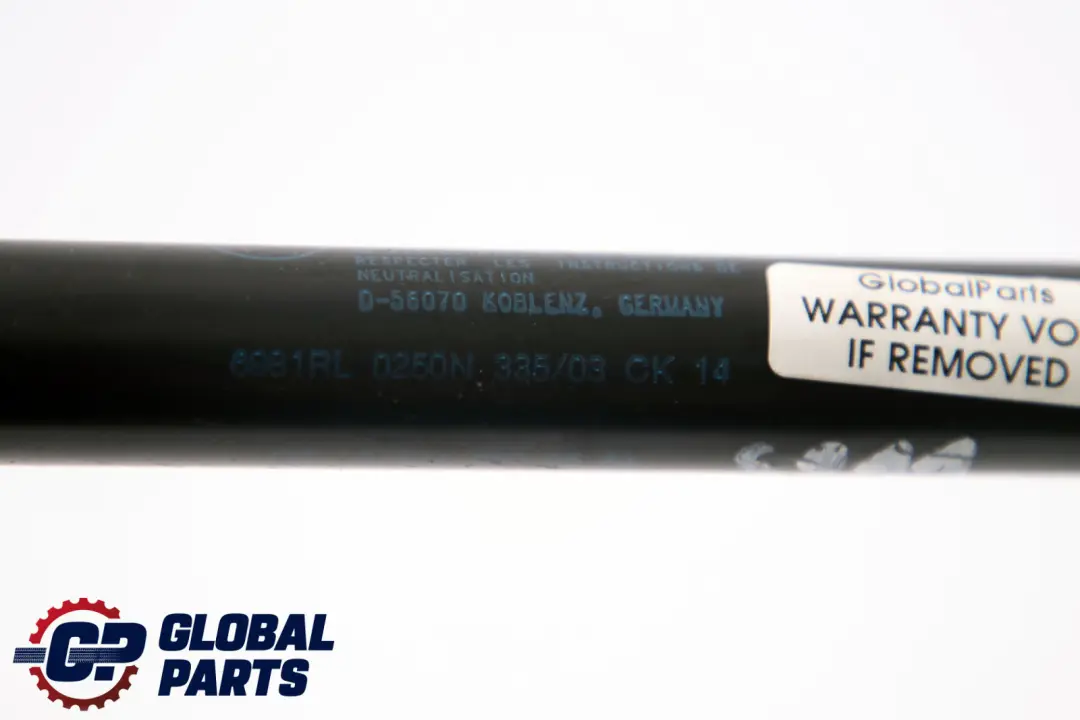 RESPECTER LES INSTRUCTIONS DE
NEUTRALISATION
D-56070 KOBLENZ, GERMANY
0250N 335/03 CK 14
GlobalParts
WARRANTY VO
IF REMOVED
GP GLOBAL
PARTS